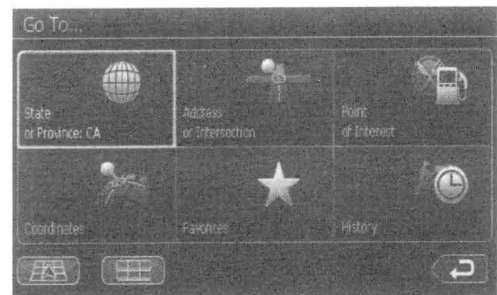 Go To...
State
or Province: CA
Address
or Intersection
Point
of Interest
Coordinates
Favorites
History